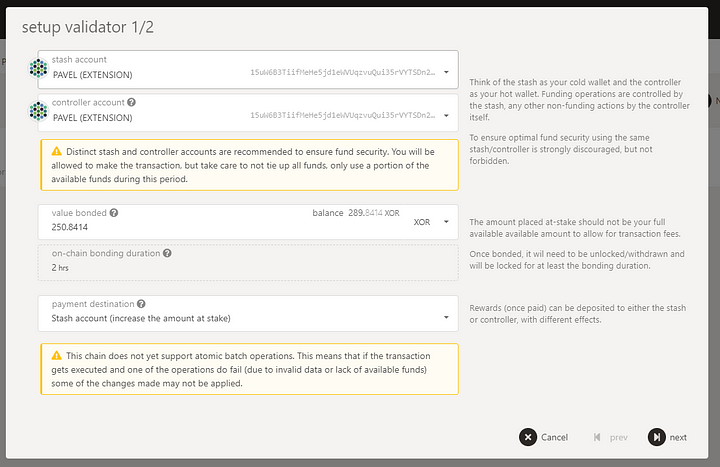 setup validator 1/2
stash account
PAVEL (EXTENSION)
controller account
PAVEL (EXTENSION)
Think of the stash as your cold wallet and the controller
as your hot wallet. Funding operations are controlled by
the stash, any other non-funding actions by the controller
itself.
To ensure optimal fund security using the same
stash/controller is strongly discouraged, but not
forbidden.
Distinct stash and controller accounts are recommended to ensure fund security. You will be
allowed to make the transaction, but take care to not tie up all funds, only use a portion of the
available funds during this period.
value bonded
balance 289.8414 XOR
250.8414
XOR
The amount placed at-stake should not be your full
available available amount to allow for transaction fees.
on-chain bonding duration
2 hrs
Once bonded, it wil need to be unlocked/withdrawn and
will be locked for at least the bonding duration.
payment destination
Stash account (increase the amount at stake)
Rewards (once paid) can be deposited to either the stash
or controller, with different effects.
This chain does not yet support atomic batch operations. This means that if the transaction
gets executed and one of the operations do fail (due to invalid data or lack of available funds)
some of the changes made may not be applied.
Cancel
prev
next